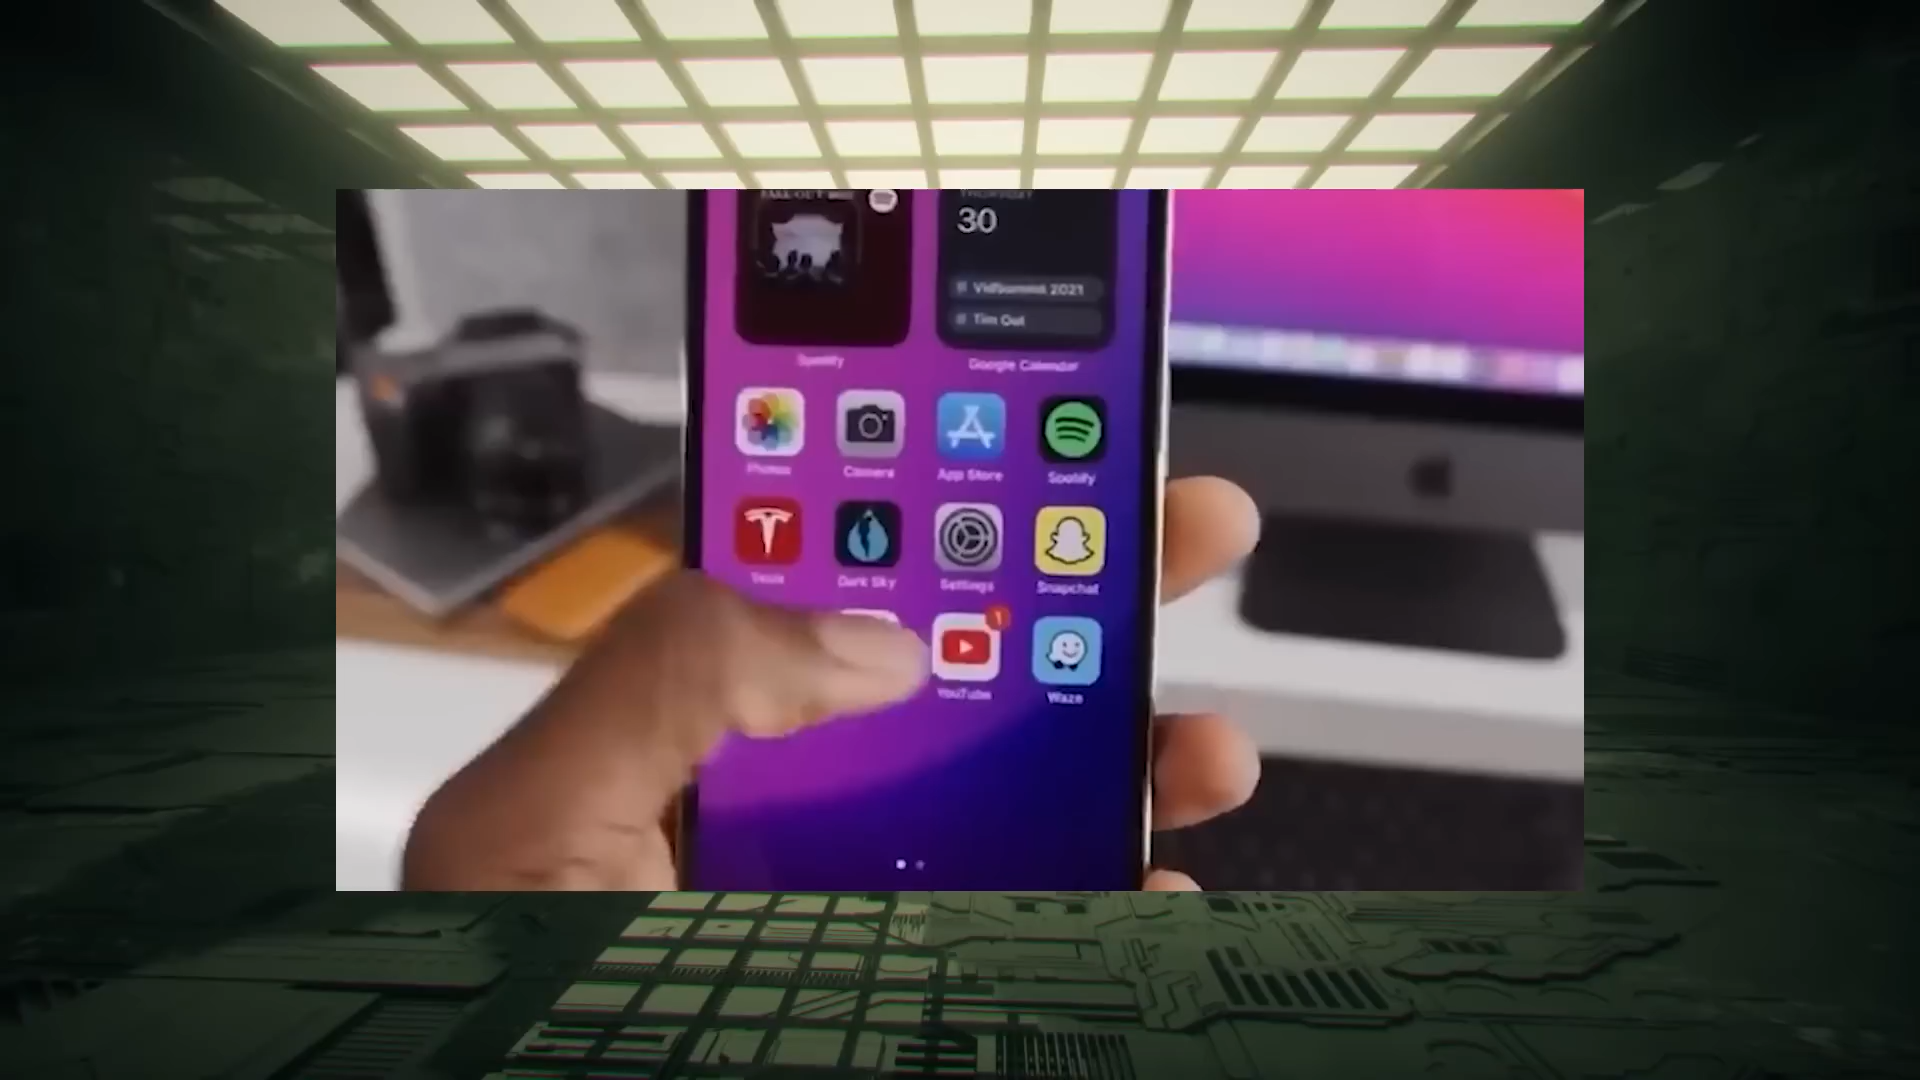 THURSDAY
30
VidSummit 2021
Tim Out
Spotify
Google Calendar
Photos
Camera
App Store
Spotify
Tesla
Dark Sky
Settings
Snapchat
1
YouTube
Waze